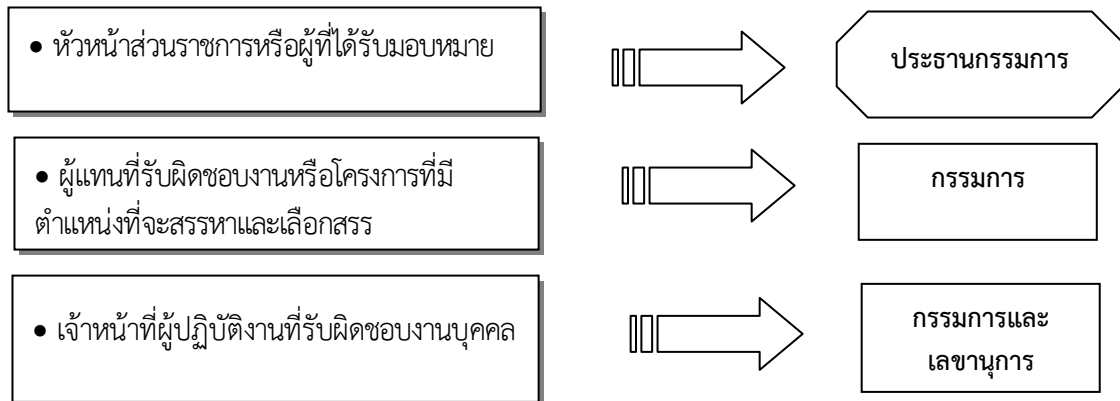 • หัวหน้าส่วนราชการหรือผู้ที่ได้รับมอบหมาย
ประธานกรรมการ
• ผู้แทนที่รับผิดชอบงานหรือโครงการที่มี
ตำแหน่งที่จะสรรหาและเลือกสรร
กรรมการ
• เจ้าหน้าที่ผู้ปฏิบัติงานที่รับผิดชอบงานบุคคล
กรรมการและ
เลขานุการ